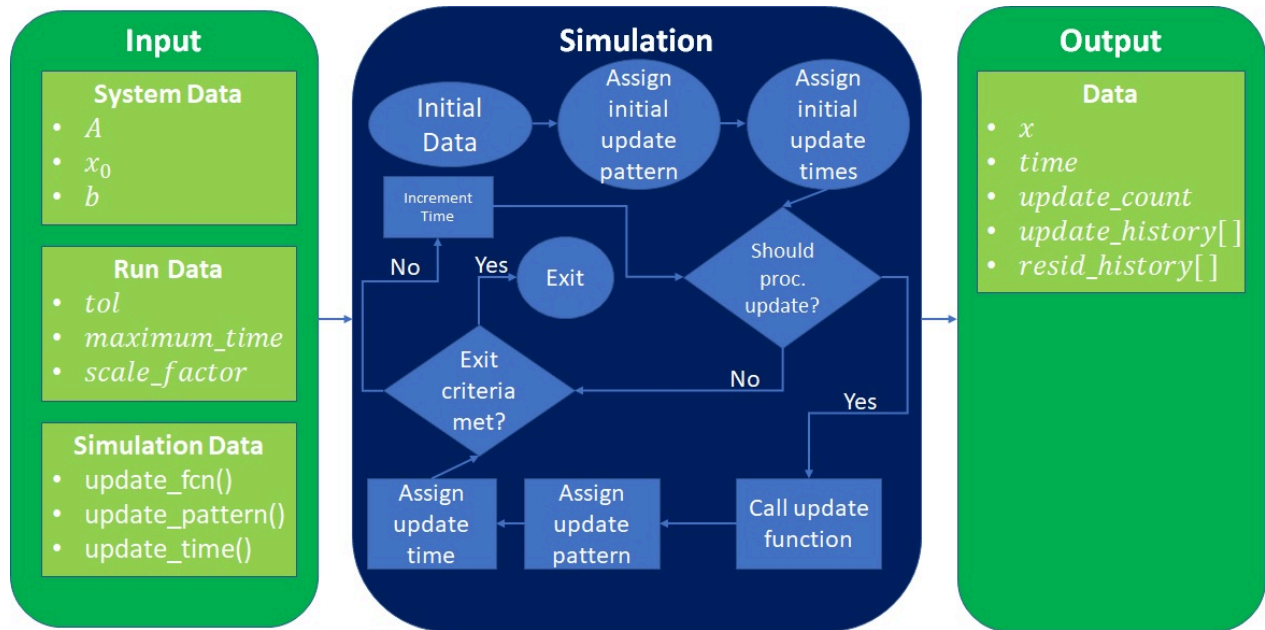 Input
System Data
• A
• x₀
• b
Run Data
• tol
• maximum_time
• scale_factor
Simulation Data
• update_fcn()
• update_pattern()
• update_time()
Simulation
Initial
Data
Assign
initial
update
pattern
Assign
initial
update
times
Increment
Time
No
Yes
Exit
Should
proc.
update?
Exit
criteria
met?
No
Yes
Assign
update
time
Assign
update
pattern
Call update
function
Output
Data
• x
• time
• update_count
• update_history[ ]
• resid_history[ ]